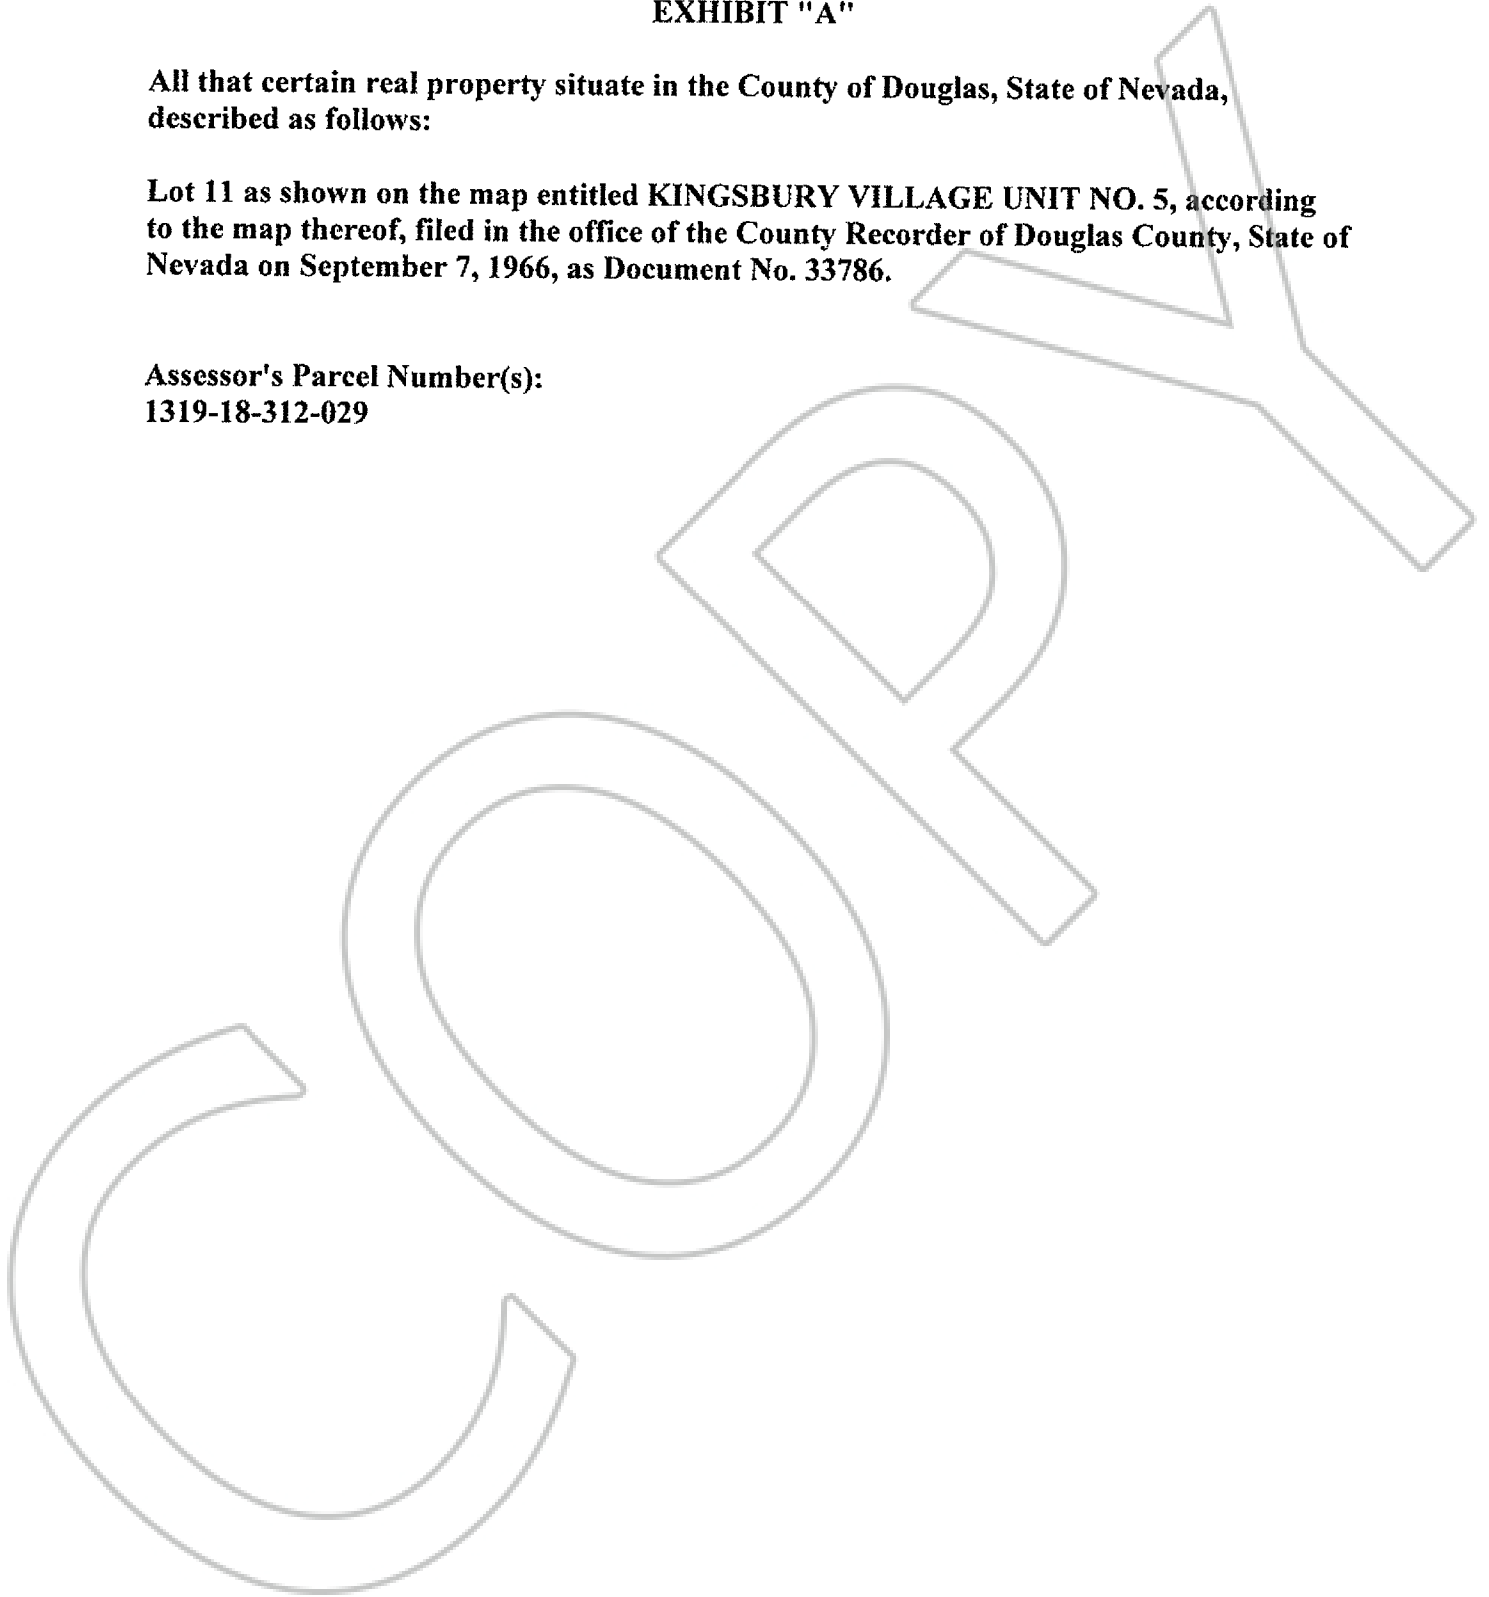 EXHIBIT "A"
All that certain real property situate in the County of Douglas, State of Nevada,
described as follows:
Lot 11 as shown on the map entitled KINGSBURY VILLAGE UNIT NO. 5, according
to the map thereof, filed in the office of the County Recorder of Douglas County, State of
Nevada on September 7, 1966, as Document No. 33786.
Assessor's Parcel Number(s):
1319-18-312-029
COPY